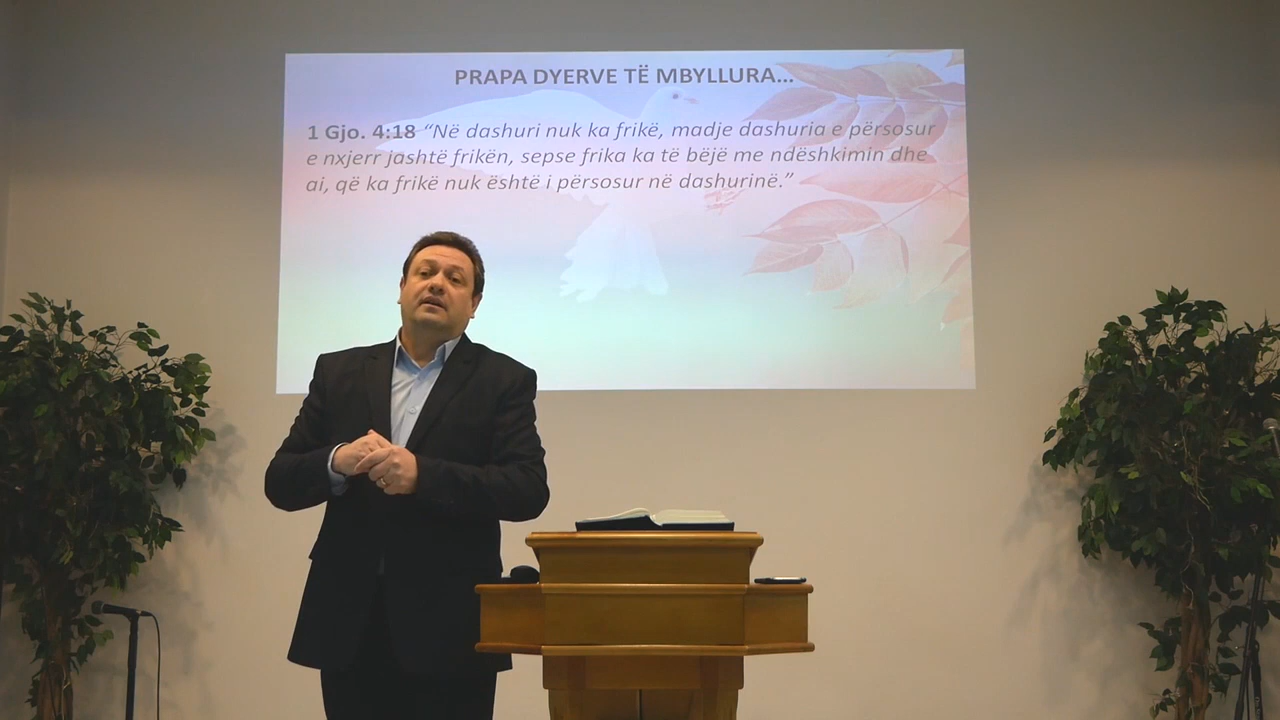 PRAPA DYERVE TË MBYLLURA...
1 Gjo. 4:18 “Në dashuri nuk ka frikë, madje dashuria e përsosur
e nxjerr jashtë frikën, sepse frika ka të bëjë me ndëshkimin dhe
ai, që ka frikë nuk është i përsosur në dashurinë.”